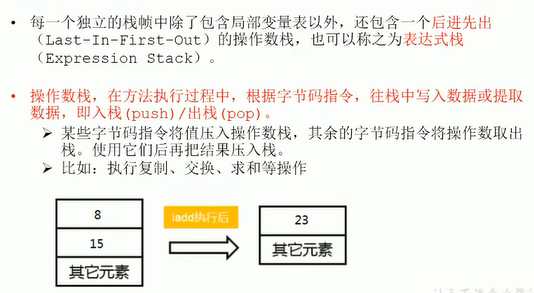 • 每一个独立的栈帧中除了包含局部变量表以外，还包含一个后进先出
（Last-In-First-Out）的操作数栈，也可以称之为表达式栈
（Expression Stack）。
• 操作数栈，在方法执行过程中，根据字节码指令，往栈中写入数据或提取
数据，即入栈(push)/出栈(pop)。
➢ 某些字节码指令将值压入操作数栈，其余的字节码指令将操作数取出
栈。使用它们后再把结果压入栈。
➢ 比如：执行复制、交换、求和等操作
8
15
其它元素
iadd执行后
23
其它元素